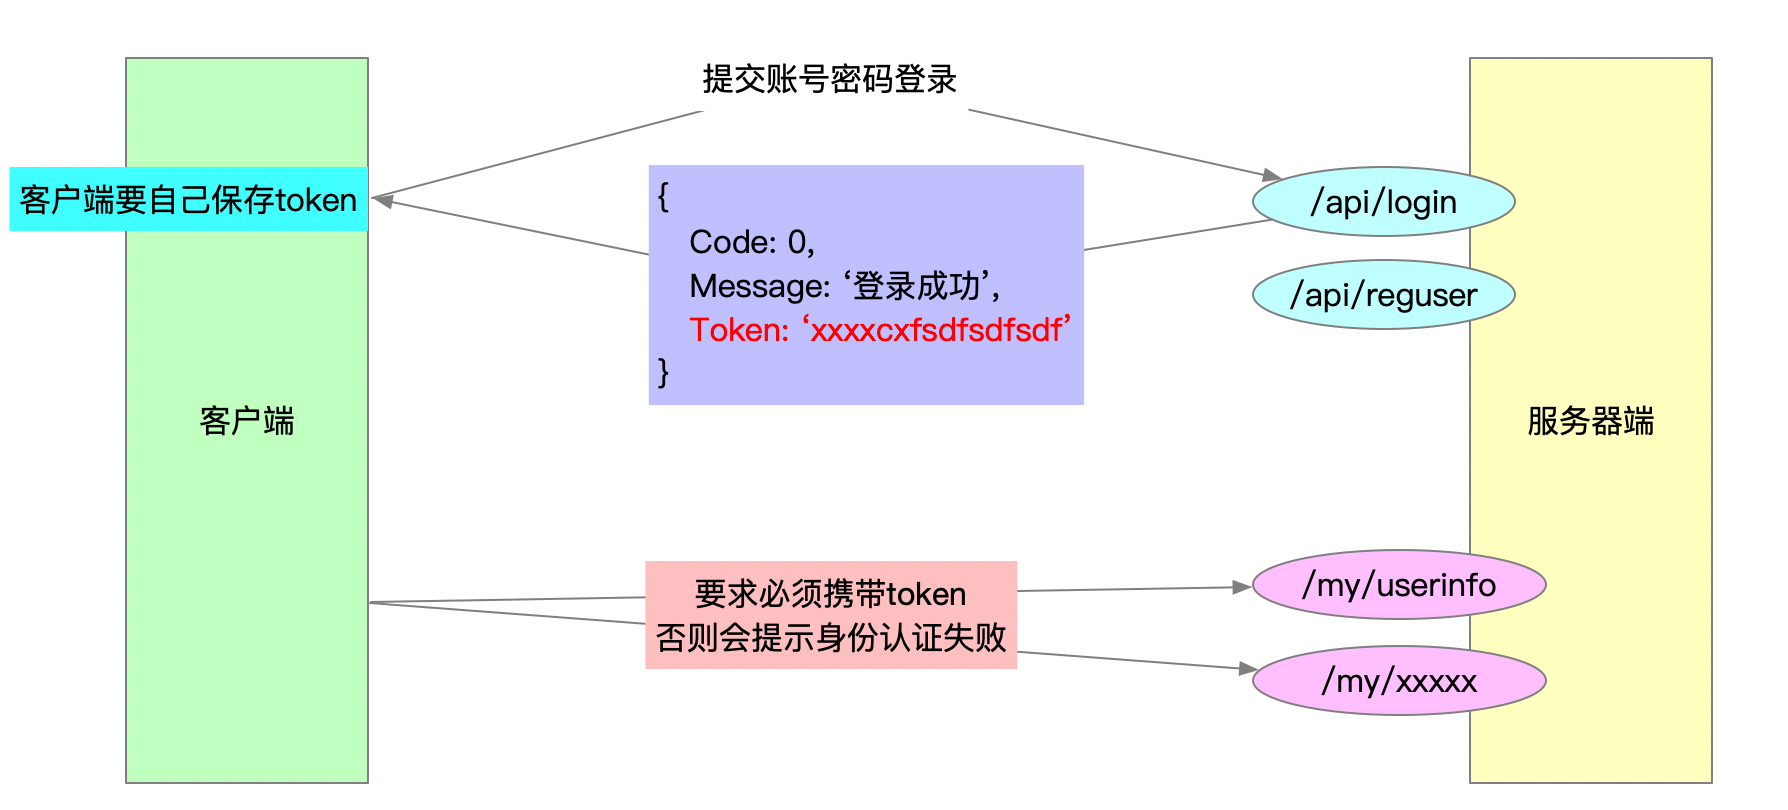 提交账号密码登录
客户端要自己保存token
{
Code: 0,
Message: ‘登录成功’,
Token: ‘xxxxcxfsdfsdfsdf’
}
/api/login
/api/reguser
客户端
服务器端
要求必须携带token
否则会提示身份认证失败
/my/userinfo
/my/xxxxx